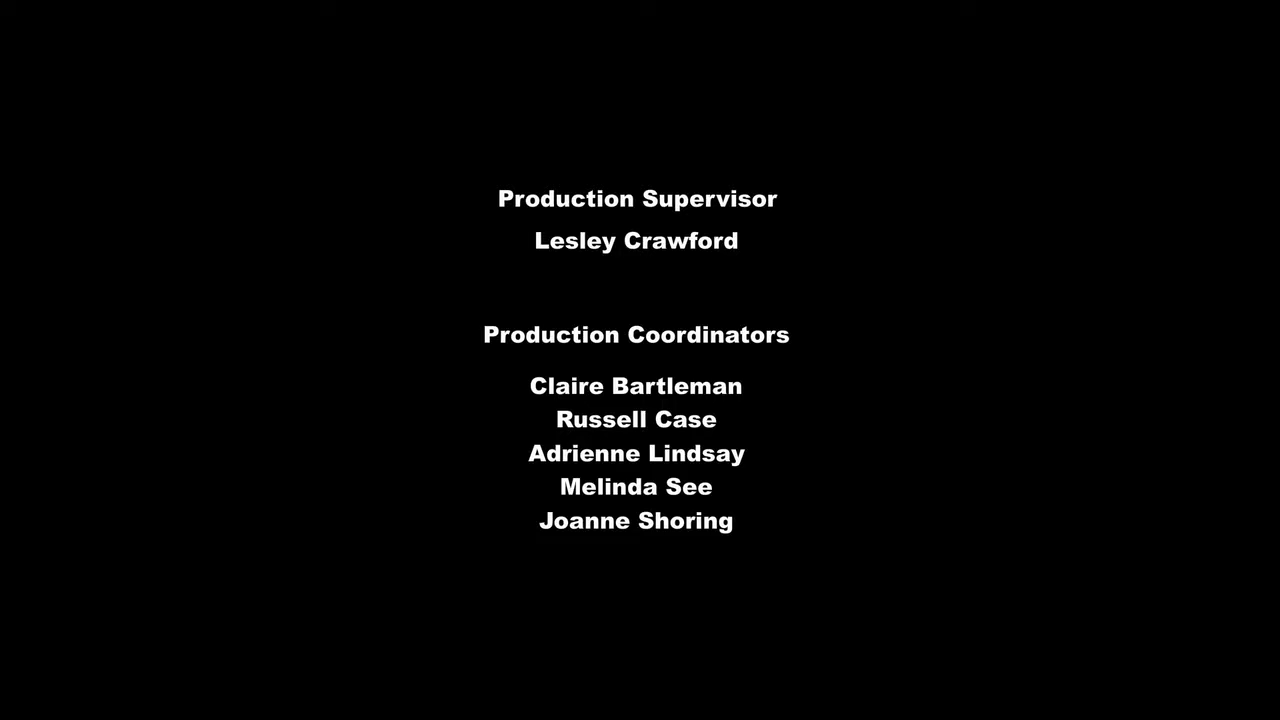 Production Supervisor
Lesley Crawford
Production Coordinators
Claire Bartleman
Russell Case
Adrienne Lindsay
Melinda See
Joanne Shoring